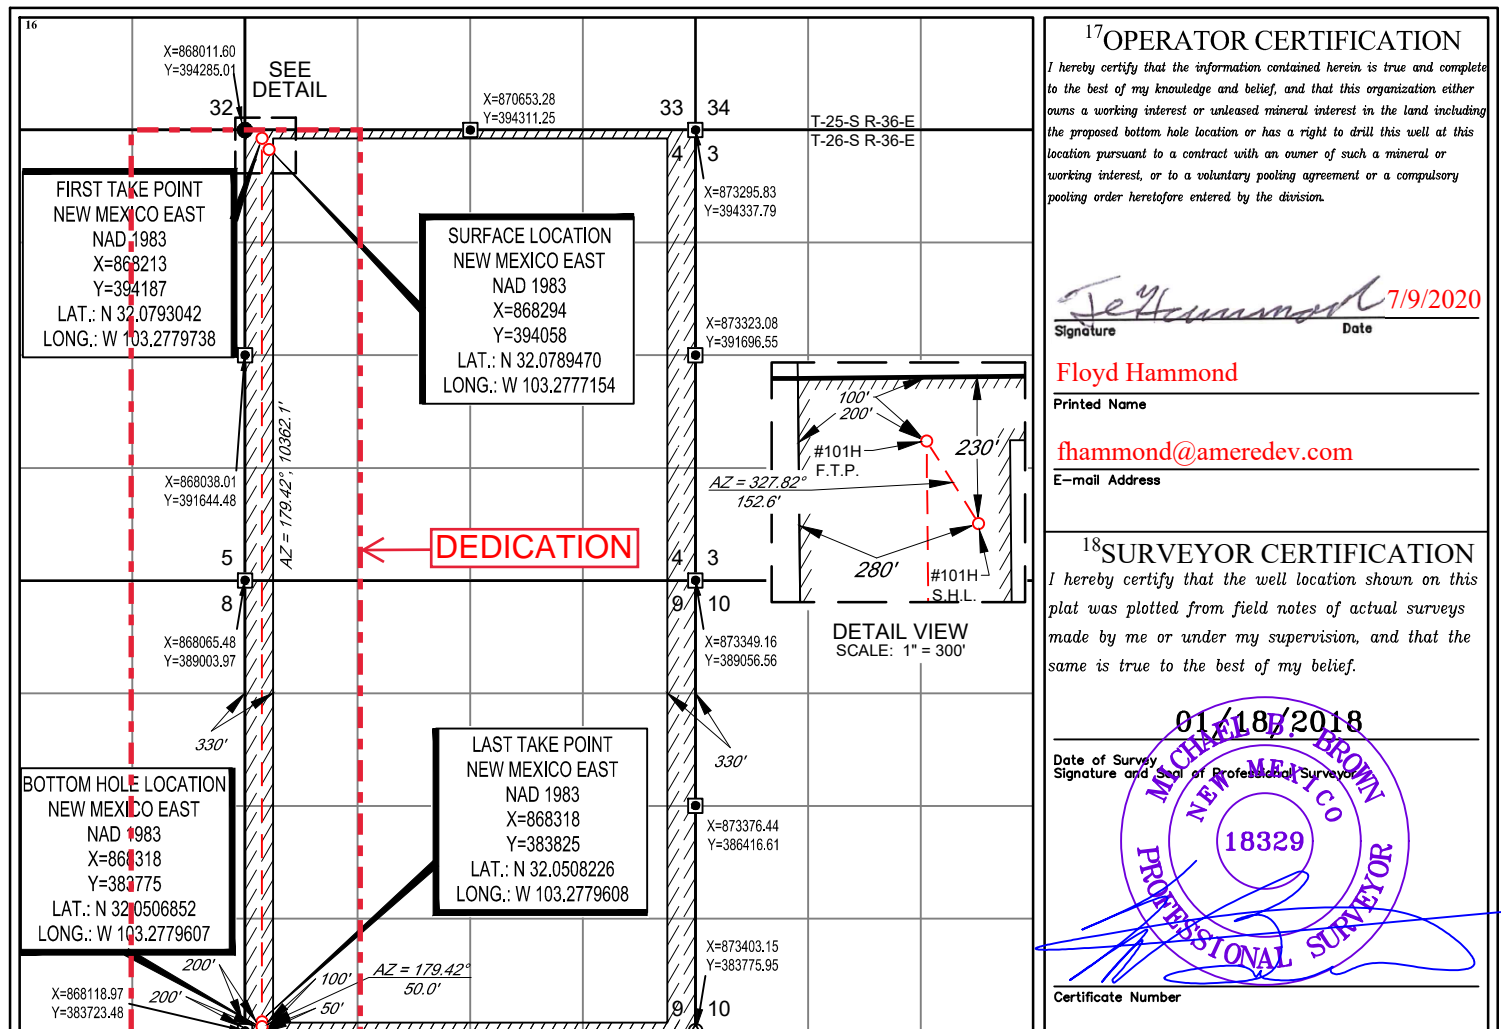 16
X=868011.60
Y=394285.01
SEE
DETAIL
32
X=870653.28
Y=394311.25
33 34
T-25-S R-36-E
T-26-S R-36-E
4 3
X=873295.83
Y=394337.79
FIRST TAKE POINT
NEW MEXICO EAST
NAD 1983
X=868213
Y=394187
LAT.: N 32.0793042
LONG.: W 103.2779738
SURFACE LOCATION
NEW MEXICO EAST
NAD 1983
X=868294
Y=394058
LAT.: N 32.0789470
LONG.: W 103.2777154
X=873323.08
Y=391696.55
X=868038.01
Y=391644.48
AZ = 179.42°, 10362.1'
100'
200'
#101H
F.T.P.
230'
AZ = 327.82°
152.6'
280'
#101H
S.H.L.
DETAIL VIEW
SCALE: 1" = 300'
DEDICATION
5
8
4 3
9 10
X=868065.48
Y=389003.97
X=873349.16
Y=389056.56
330'
330'
BOTTOM HOLE LOCATION
NEW MEXICO EAST
NAD 1983
X=868318
Y=383775
LAT.: N 32.0506852
LONG.: W 103.2779607
LAST TAKE POINT
NEW MEXICO EAST
NAD 1983
X=868318
Y=383825
LAT.: N 32.0508226
LONG.: W 103.2779608
X=873376.44
Y=386416.61
X=873403.15
Y=383775.95
200'
200'
100'
50'
AZ = 179.42°
50.0'
X=868118.97
Y=383723.48
9 10
17OPERATOR CERTIFICATION
I hereby certify that the information contained herein is true and complete
to the best of my knowledge and belief, and that this organization either
owns a working interest or unleased mineral interest in the land including
the proposed bottom hole location or has a right to drill this well at this
location pursuant to a contract with an owner of such a mineral or
working interest, or to a voluntary pooling agreement or a compulsory
pooling order heretofore entered by the division.
7/9/2020
Signature Date
Floyd Hammond
Printed Name
fhammond@ameredev.com
E-mail Address
18SURVEYOR CERTIFICATION
I hereby certify that the well location shown on this
plat was plotted from field notes of actual surveys
made by me or under my supervision, and that the
same is true to the best of my belief.
01/18/2018
Date of Survey
Signature and Seal of Professional Surveyor
MICHAEL B. BROWN
NEW MEXICO
18329
PROFESSIONAL SURVEYOR
Certificate Number